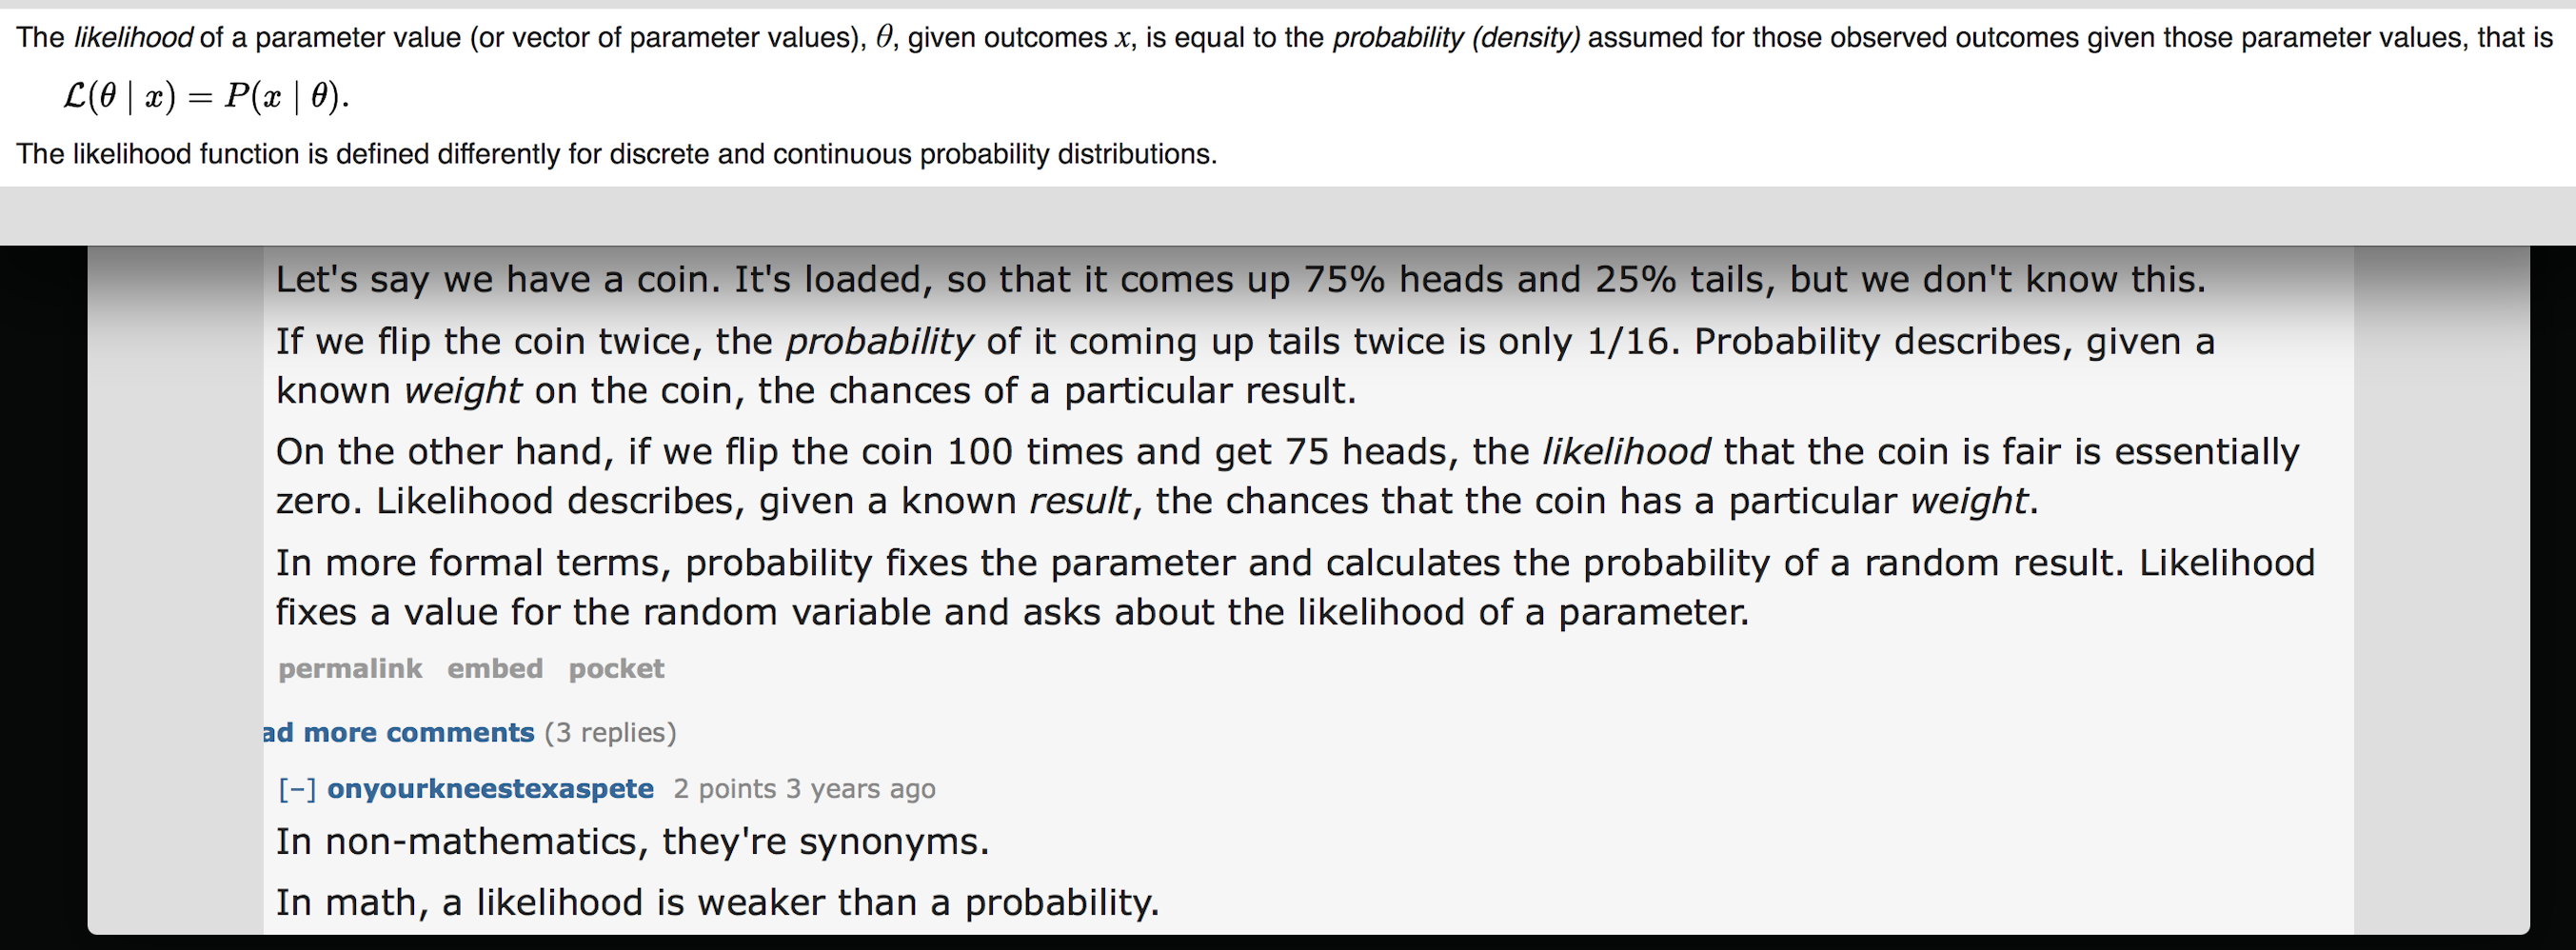 The likelihood of a parameter value (or vector of parameter values), θ, given outcomes x, is equal to the probability (density) assumed for those observed outcomes given those parameter values, that is
ℒ(θ | x) = P(x | θ).
The likelihood function is defined differently for discrete and continuous probability distributions.
Let's say we have a coin. It's loaded, so that it comes up 75% heads and 25% tails, but we don't know this.
If we flip the coin twice, the probability of it coming up tails twice is only 1/16. Probability describes, given a
known weight on the coin, the chances of a particular result.
On the other hand, if we flip the coin 100 times and get 75 heads, the likelihood that the coin is fair is essentially
zero. Likelihood describes, given a known result, the chances that the coin has a particular weight.
In more formal terms, probability fixes the parameter and calculates the probability of a random result. Likelihood
fixes a value for the random variable and asks about the likelihood of a parameter.
permalink embed pocket
ad more comments (3 replies)
[–] onyourkneestexaspete 2 points 3 years ago
In non-mathematics, they're synonyms.
In math, a likelihood is weaker than a probability.